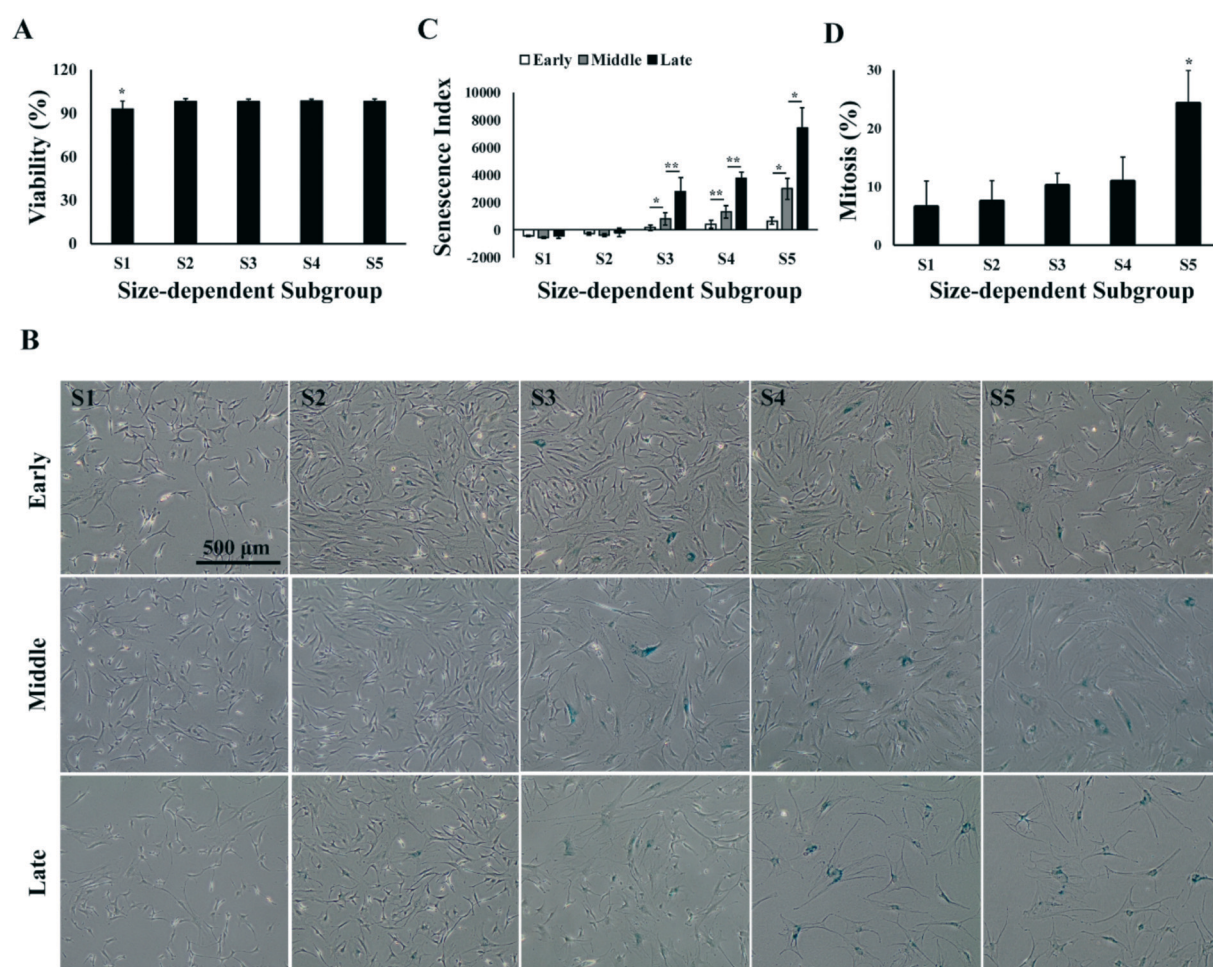 A
Viability (%)
120
90
60
30
0
*
S1 S2 S3 S4 S5
Size-dependent Subgroup
C
Early Middle Late
Senescence Index
10000
8000
6000
4000
2000
0
-2000
* **
** **
* *
S1 S2 S3 S4 S5
Size-dependent Subgroup
D
Mitosis (%)
30
20
10
0
*
S1 S2 S3 S4 S5
Size-dependent Subgroup
B
S1 S2 S3 S4 S5
Early
500 µm
Middle
Late